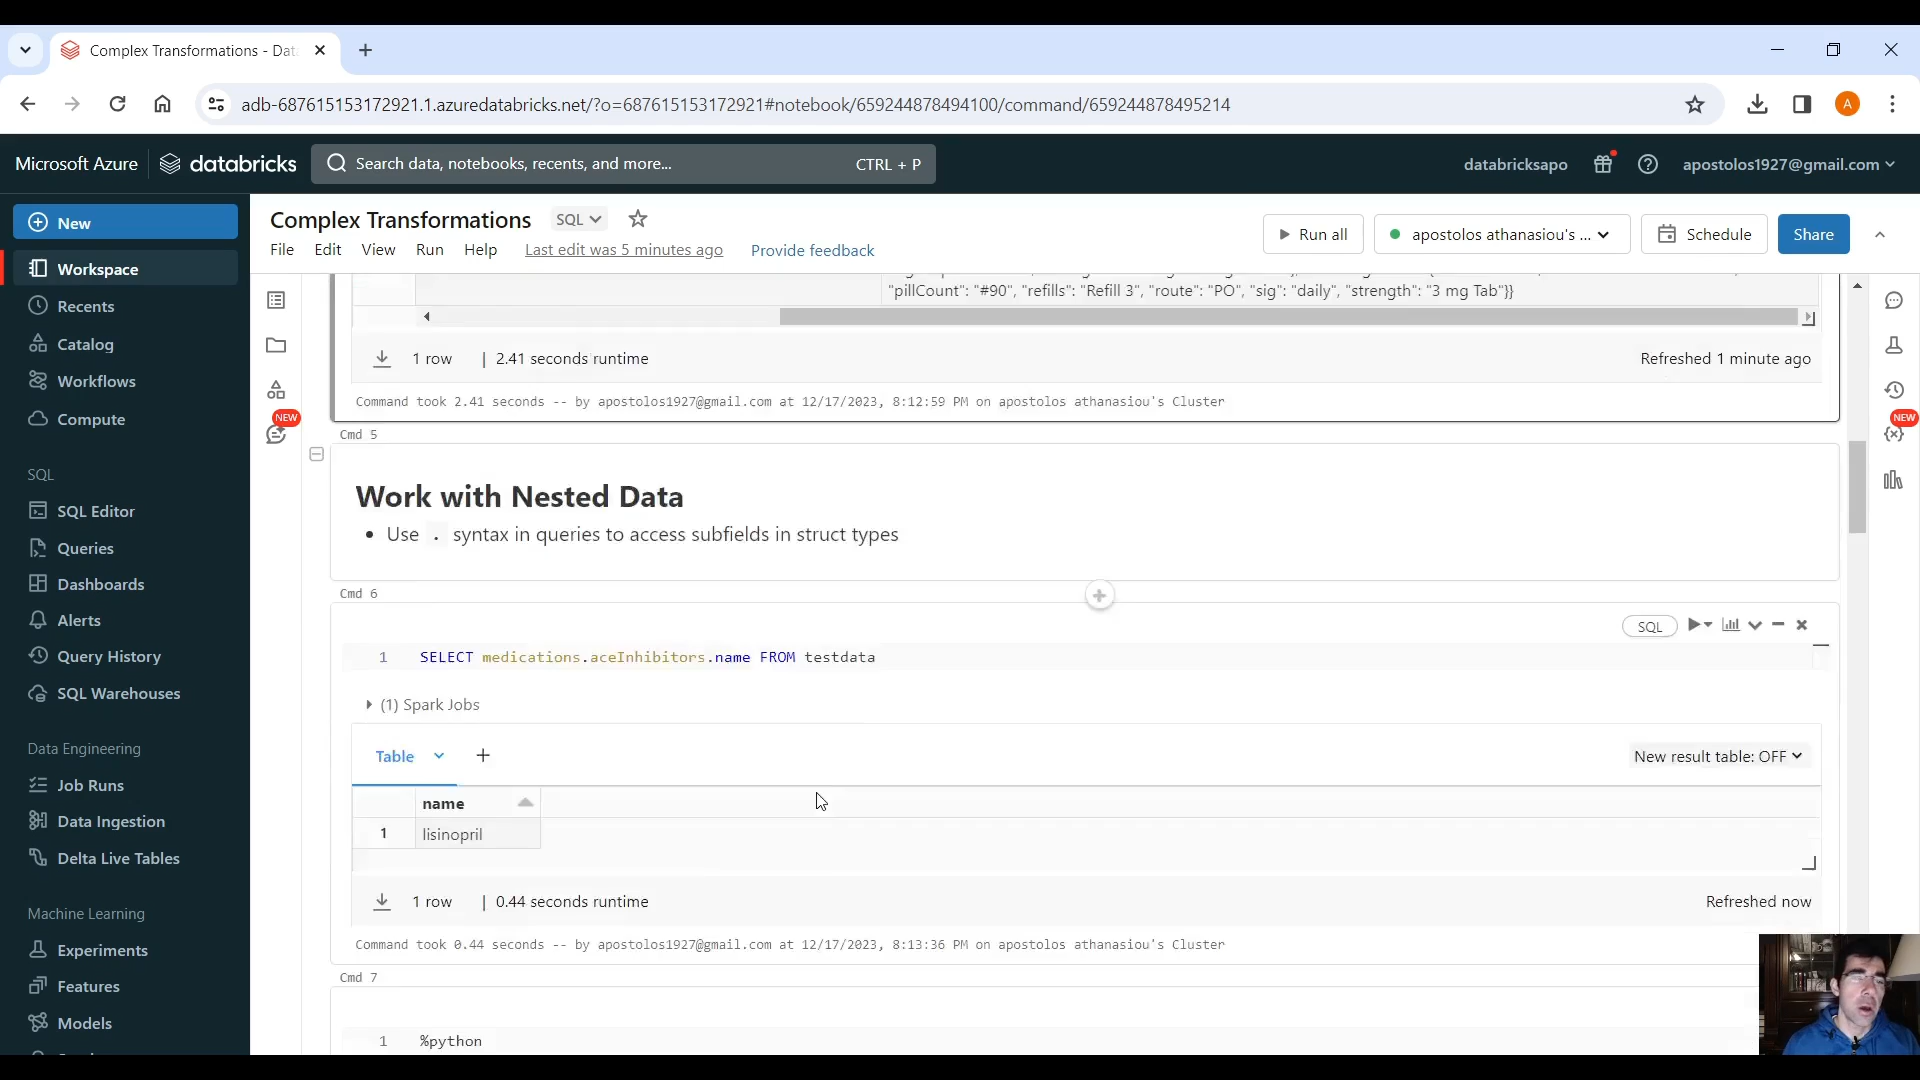 Complex Transformations - Dat
adb-687615153172921.1.azuredatabricks.net/?o=687615153172921#notebook/659244878494100/command/659244878495214
A
Microsoft Azure
databricks
Search data, notebooks, recents, and more...
CTRL + P
databricksapo
apostolos1927@gmail.com
New
Workspace
Recents
Catalog
Workflows
Compute
SQL
SQL Editor
Queries
Dashboards
Alerts
Query History
SQL Warehouses
Data Engineering
Job Runs
Data Ingestion
Delta Live Tables
Machine Learning
Experiments
Features
Models
Complex Transformations
SQL
File Edit View Run Help Last edit was 5 minutes ago Provide feedback
Run all
apostolos athanasiou's ...
Schedule
Share
NEW
NEW
"pillCount": "#90", "refills": "Refill 3", "route": "PO", "sig": "daily", "strength": "3 mg Tab"}}
1 row | 2.41 seconds runtime
Refreshed 1 minute ago
Command took 2.41 seconds -- by apostolos1927@gmail.com at 12/17/2023, 8:12:59 PM on apostolos athanasiou's Cluster
Cmd 5
Work with Nested Data
• Use . syntax in queries to access subfields in struct types
Cmd 6
SQL
1 SELECT medications.aceInhibitors.name FROM testdata
(1) Spark Jobs
Table +
New result table: OFF
name
1 lisinopril
1 row | 0.44 seconds runtime
Refreshed now
Command took 0.44 seconds -- by apostolos1927@gmail.com at 12/17/2023, 8:13:36 PM on apostolos athanasiou's Cluster
Cmd 7
1 %python